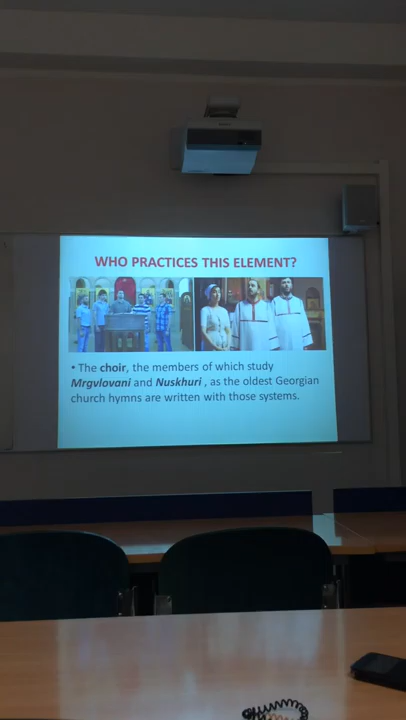 WHO PRACTICES THIS ELEMENT?
• The choir, the members of which study
Mrgvlovani and Nuskhuri , as the oldest Georgian
church hymns are written with those systems.